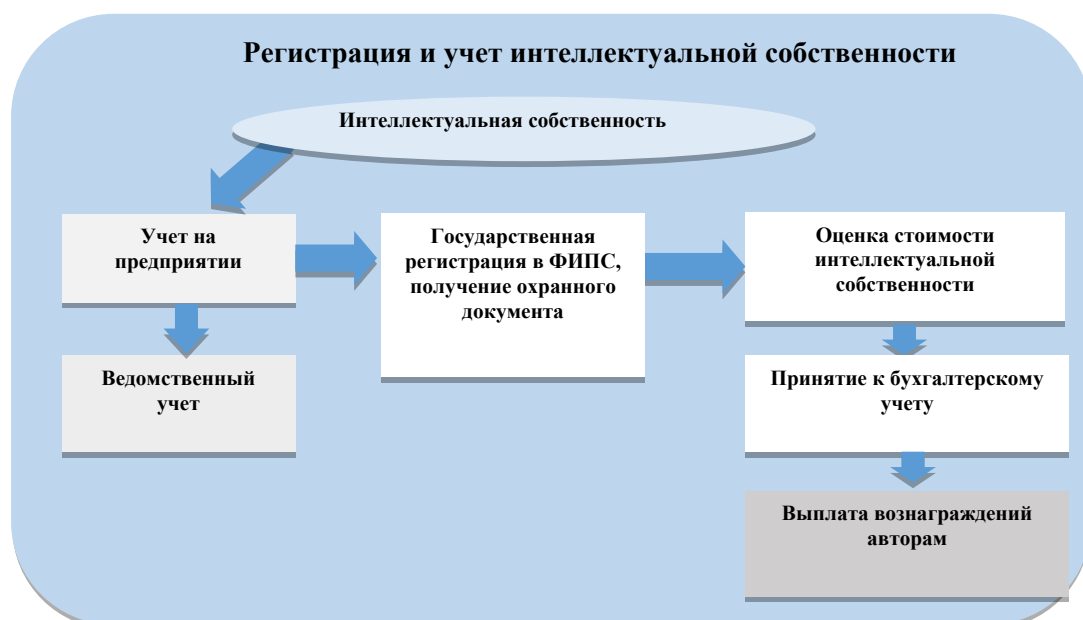 Регистрация и учет интеллектуальной собственности
Интеллектуальная собственность
Учет на
предприятии
Государственная
регистрация в ФИПС,
получение охранного
документа
Оценка стоимости
интеллектуальной
собственности
Ведомственный
учет
Принятие к бухгалтерскому
учету
Выплата вознаграждений
авторам